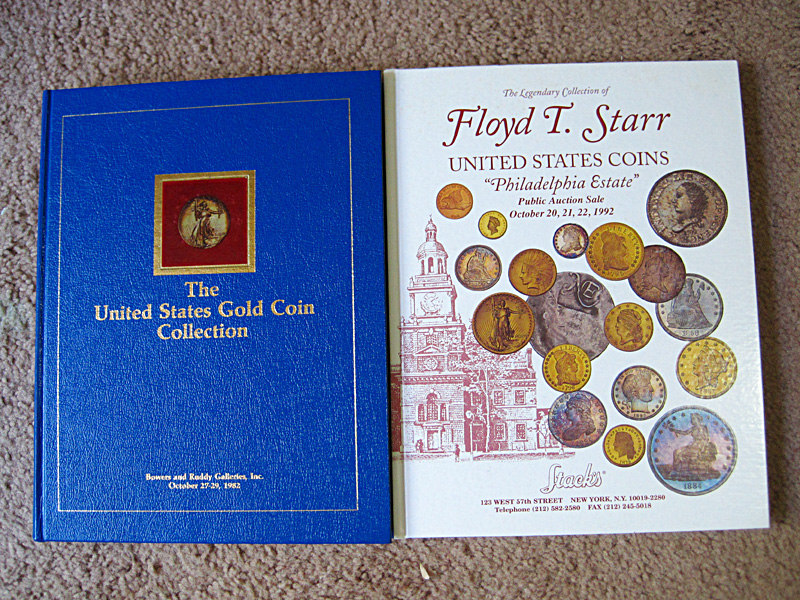 The
United States Gold Coin
Collection
Bowers and Ruddy Galleries, Inc.
October 27-29, 1982
The Legendary Collection of
Floyd T. Starr
UNITED STATES COINS
"Philadelphia Estate"
Public Auction Sale
October 20, 21, 22, 1992
NE
1884
Stack's®
123 WEST 57th STREET NEW YORK, N.Y. 10019-2280
Telephone (212) 582-2580 FAX (212) 245-5018